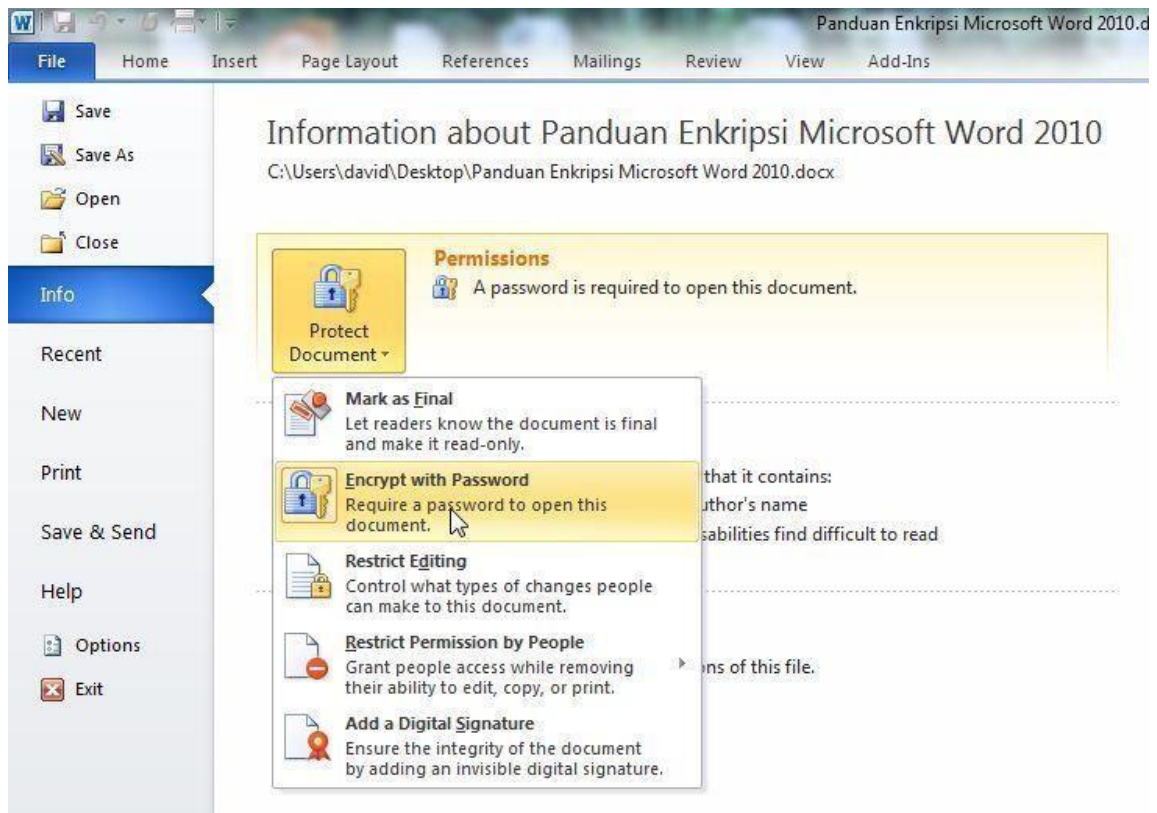 W
Panduan Enkripsi Microsoft Word 2010.d
File Home Insert Page Layout References Mailings Review View Add-Ins
Save
Save As
Open
Close
Info
Recent
New
Print
Save & Send
Help
Options
Exit
Information about Panduan Enkripsi Microsoft Word 2010
C:\Users\david\Desktop\Panduan Enkripsi Microsoft Word 2010.docx
Protect
Document
Permissions
A password is required to open this document.
Mark as Final
Let readers know the document is final
and make it read-only.
Encrypt with Password
Require a password to open this
document.
Restrict Editing
Control what types of changes people
can make to this document.
Restrict Permission by People
Grant people access while removing
their ability to edit, copy, or print.
Add a Digital Signature
Ensure the integrity of the document
by adding an invisible digital signature.
that it contains:
uthor's name
sabilities find difficult to read
ons of this file.